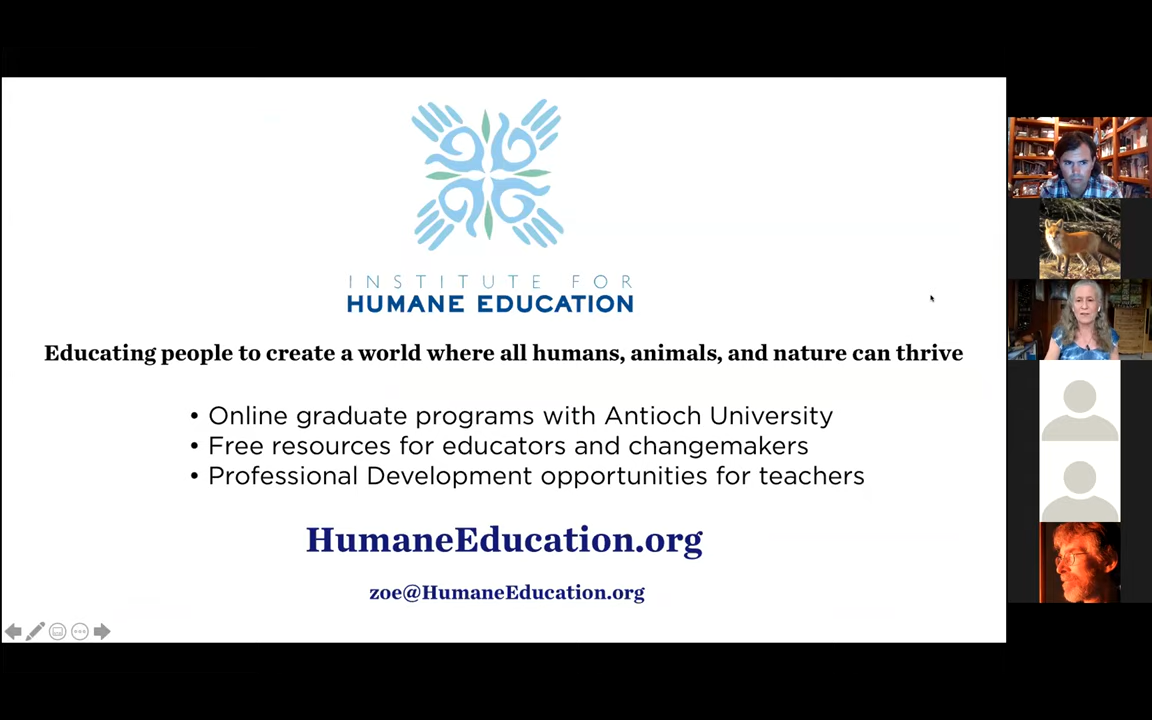 INSTITUTE FOR
HUMANE EDUCATION
Educating people to create a world where all humans, animals, and nature can thrive
• Online graduate programs with Antioch University
• Free resources for educators and changemakers
• Professional Development opportunities for teachers
HumaneEducation.org
zoe@HumaneEducation.org